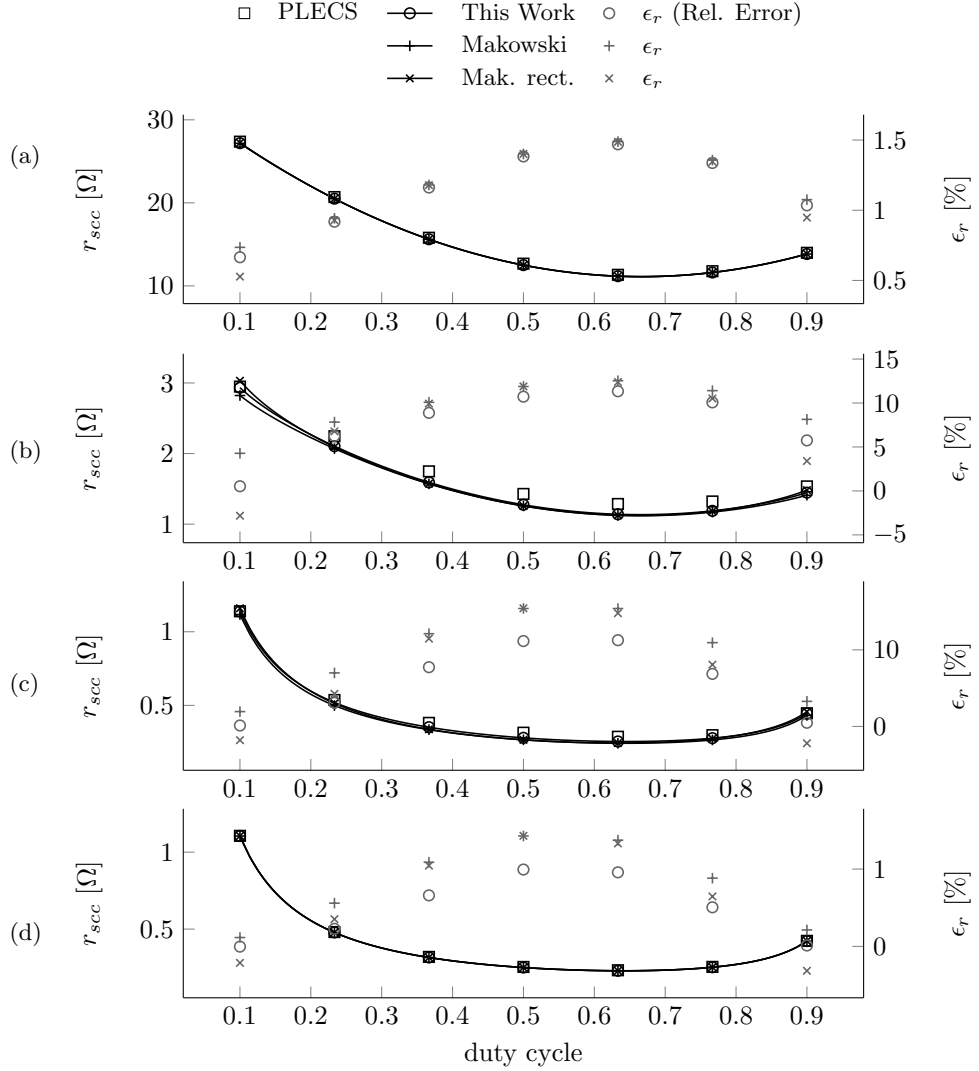 PLECS This Work ϵr (Rel. Error)
Makowski ϵr
Mak. rect. ϵr
(a)
rscc [Ω]
30
20
10
1.5
1
0.5
ϵr [%]
0.1 0.2 0.3 0.4 0.5 0.6 0.7 0.8 0.9
(b)
rscc [Ω]
3
2
1
15
10
5
0
−5
ϵr [%]
0.1 0.2 0.3 0.4 0.5 0.6 0.7 0.8 0.9
(c)
rscc [Ω]
1
0.5
10
0
ϵr [%]
0.1 0.2 0.3 0.4 0.5 0.6 0.7 0.8 0.9
(d)
rscc [Ω]
1
0.5
1
0
ϵr [%]
0.1 0.2 0.3 0.4 0.5 0.6 0.7 0.8 0.9
duty cycle